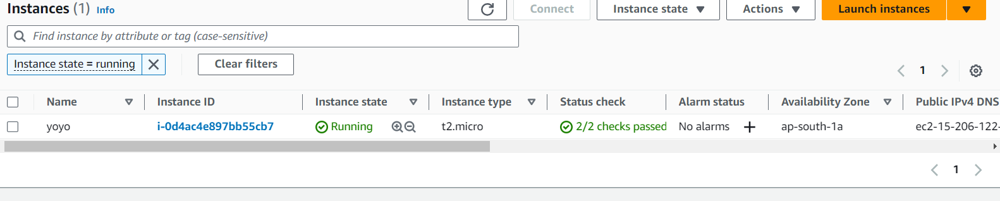 Instances (1) Info
Connect Instance state Actions Launch instances
Find instance by attribute or tag (case-sensitive)
Instance state = running Clear filters
1
Name Instance ID Instance state Instance type Status check Alarm status Availability Zone Public IPv4 DNS
yoyo i-0d4ac4e897bb55cb7 Running t2.micro 2/2 checks passed No alarms ap-south-1a ec2-15-206-122-
1